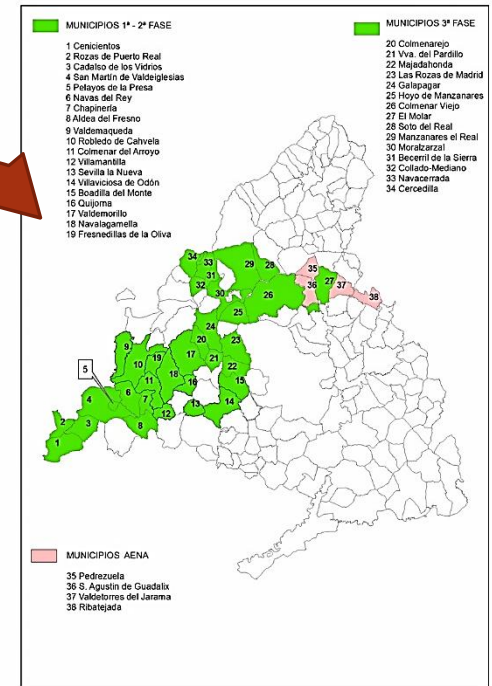 MUNICIPIOS 1ª - 2ª FASE
1 Cenicientos
2 Rozas de Puerto Real
3 Cadalso de los Vidrios
4 San Martín de Valdeiglesias
5 Pelayos de la Presa
6 Navas del Rey
7 Chapinería
8 Aldea del Fresno
9 Valdemaqueda
10 Robledo de Cahvela
11 Colmenar del Arroyo
12 Villamantilla
13 Sevilla la Nueva
14 Villaviciosa de Odón
15 Boadilla del Monte
16 Quijorna
17 Valdemorillo
18 Navalagamella
19 Fresnedillas de la Oliva
MUNICIPIOS 3ª FASE
20 Colmenarejo
21 Vva. del Pardillo
22 Majadahonda
23 Las Rozas de Madrid
24 Galapagar
25 Hoyo de Manzanares
26 Colmenar Viejo
27 El Molar
28 Soto del Real
29 Manzanares el Real
30 Moralzarzal
31 Becerril de la Sierra
32 Collado-Mediano
33 Navacerrada
34 Cercedilla
34
33
29
28
35
31
32
36
27
37
30
26
38
25
24
9
20
23
19
17
10
21
22
5
18
16
15
11
6
4
7
14
13
12
2
3
8
1
MUNICIPIOS AENA
35 Pedrezuela
36 S. Agustín de Guadalix
37 Valdetorres del Jarama
38 Ribatejada